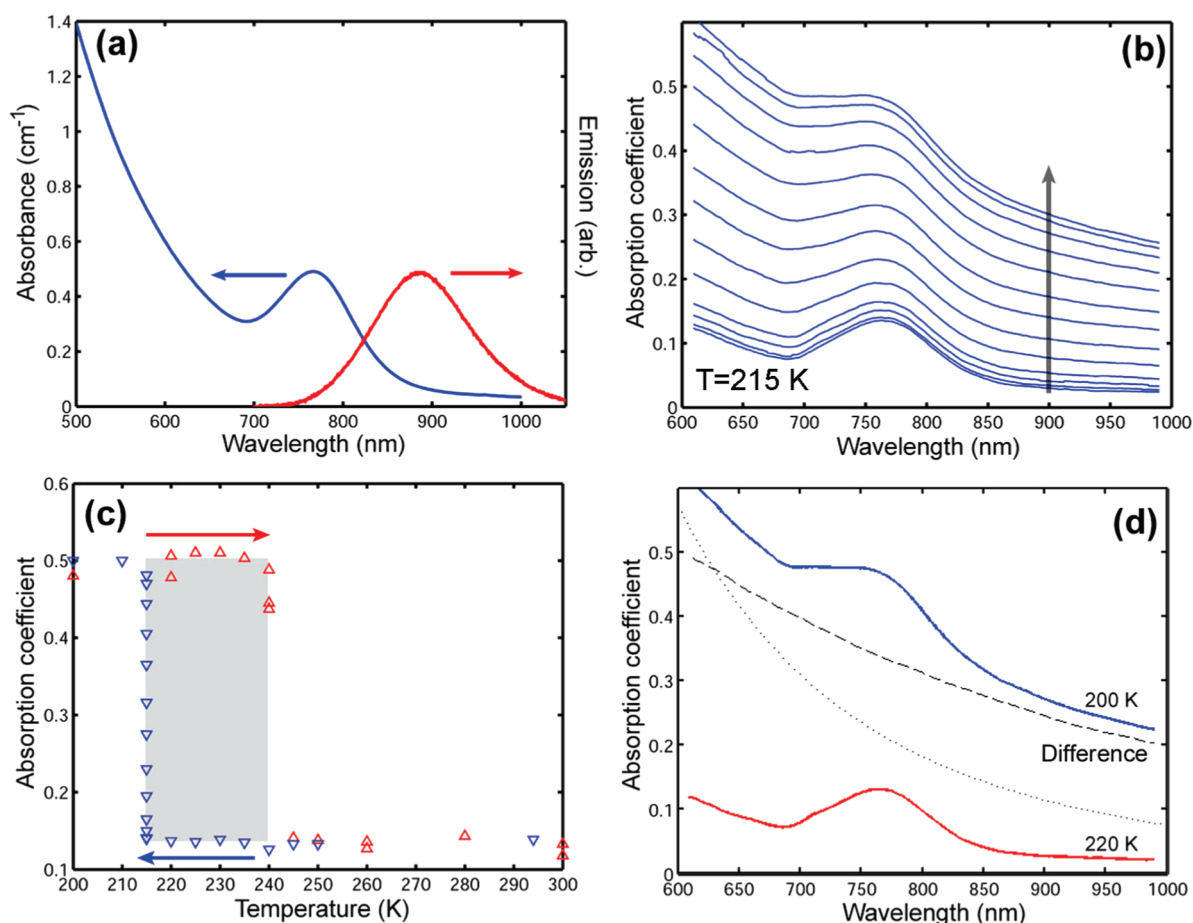 (a)
1.4
1.2
1
0.8
0.6
0.4
0.2
0
Absorbance (cm⁻¹)
Emission (arb.)
500 600 700 800 900 1000
Wavelength (nm)
(b)
0.5
0.4
0.3
0.2
0.1
0
Absorption coefficient
T=215 K
600 650 700 750 800 850 900 950 1000
Wavelength (nm)
(c)
0.6
0.5
0.4
0.3
0.2
0.1
Absorption coefficient
200 210 220 230 240 250 260 270 280 290 300
Temperature (K)
(d)
0.5
0.4
0.3
0.2
0.1
0
Absorption coefficient
200 K
Difference
220 K
600 650 700 750 800 850 900 950 1000
Wavelength (nm)